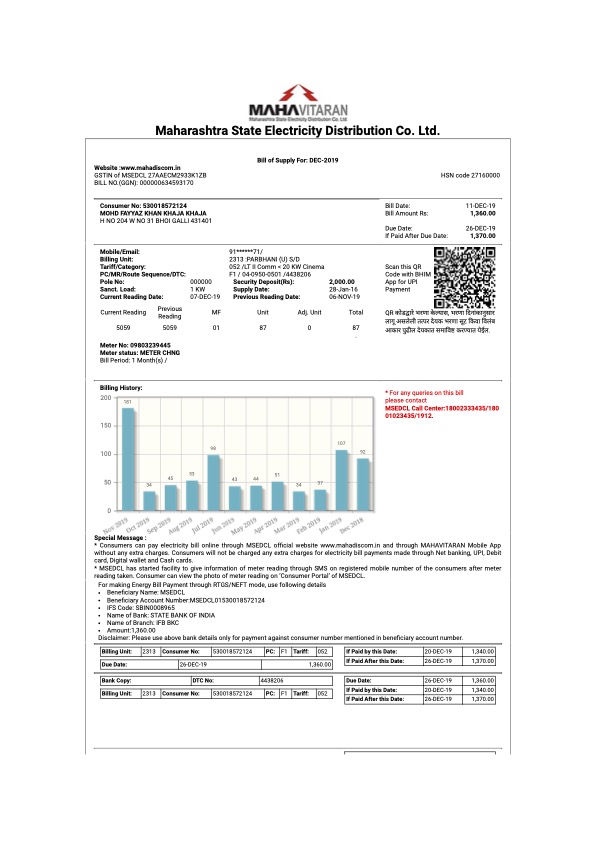 MAHAVITARAN
Maharashtra State Electricity Distribution Co. Ltd.
Maharashtra State Electricity Distribution Co. Ltd.
Bill of Supply For: DEC-2019
Website :www.mahadiscom.in
GSTIN of MSEDCL 27AAECM2933K1ZB HSN code 27160000
BILL NO.(GGN): 000000634593170
Consumer No: 530018572124 Bill Date: 11-DEC-19
MOHD FAYYAZ KHAN KHAJA KHAJA Bill Amount Rs: 1,360.00
H NO 204 W NO 31 BHOI GALLI 431401
Due Date: 26-DEC-19
If Paid After Due Date: 1,370.00
Mobile/Email: 91******71/
Billing Unit: 2313 :PARBHANI (U) S/D
Tariff/Category: 052 /LT II Comm < 20 KW Cinema
PC/MR/Route Sequence/DTC: F1 / 04-0950-0501 /4438206
Pole No: 000000 Security Deposit(Rs): 2,000.00
Sanct. Load: 1 KW Supply Date: 28-Jan-16
Current Reading Date: 07-DEC-19 Previous Reading Date: 06-NOV-19
Scan this QR
Code with BHIM
App for UPI
Payment
QR कोडद्वारे भरणा केल्यास, भरणा दिनांकानुसार
लागू असलेली तत्पर देयक भरणा सूट किंवा विलंब
आकार पुढील देयकात समाविष्ट करण्यात येईल.
Current Reading Previous Reading MF Unit Adj. Unit Total
5059 5059 01 87 0 87
Meter No: 09803239445
Meter status: METER CHNG
Bill Period: 1 Month(s) /
Billing History:
200
150
100
50
0
181 34 45 53 98 43 44 51 34 37 107 92
Nov 2019 Oct 2019 Sep 2019 Aug 2019 Jul 2019 Jun 2019 May 2019 Apr 2019 Mar 2019 Feb 2019 Jan 2019 Dec 2018
* For any queries on this bill
please contact
MSEDCL Call Center:18002333435/180
01023435/1912.
Special Message :
* Consumers can pay electricity bill online through MSEDCL official website www.mahadiscom.in and through MAHAVITARAN Mobile App
without any extra charges. Consumers will not be charged any extra charges for electricity bill payments made through Net banking, UPI, Debit
card, Digital wallet and Cash cards.
* MSEDCL has started facility to give information of meter reading through SMS on registered mobile number of the consumers after meter
reading taken. Consumer can view the photo of meter reading on 'Consumer Portal' of MSEDCL.
For making Energy Bill Payment through RTGS/NEFT mode, use following details
• Beneficiary Name: MSEDCL
• Beneficiary Account Number:MSEDCL01530018572124
• IFS Code: SBIN0008965
• Name of Bank: STATE BANK OF INDIA
• Name of Branch: IFB BKC
• Amount:1,360.00
Disclaimer: Please use above bank details only for payment against consumer number mentioned in beneficiary account number.
Billing Unit: 2313 Consumer No: 530018572124 PC: F1 Tariff: 052 If Paid by this Date: 20-DEC-19 1,340.00
If Paid After this Date: 26-DEC-19 1,370.00
Due Date: 26-DEC-19 1,360.00
Bank Copy: DTC No: 4438206 Due Date: 26-DEC-19 1,360.00
If Paid by this Date: 20-DEC-19 1,340.00
Billing Unit: 2313 Consumer No: 530018572124 PC: F1 Tariff: 052 If Paid After this Date: 26-DEC-19 1,370.00